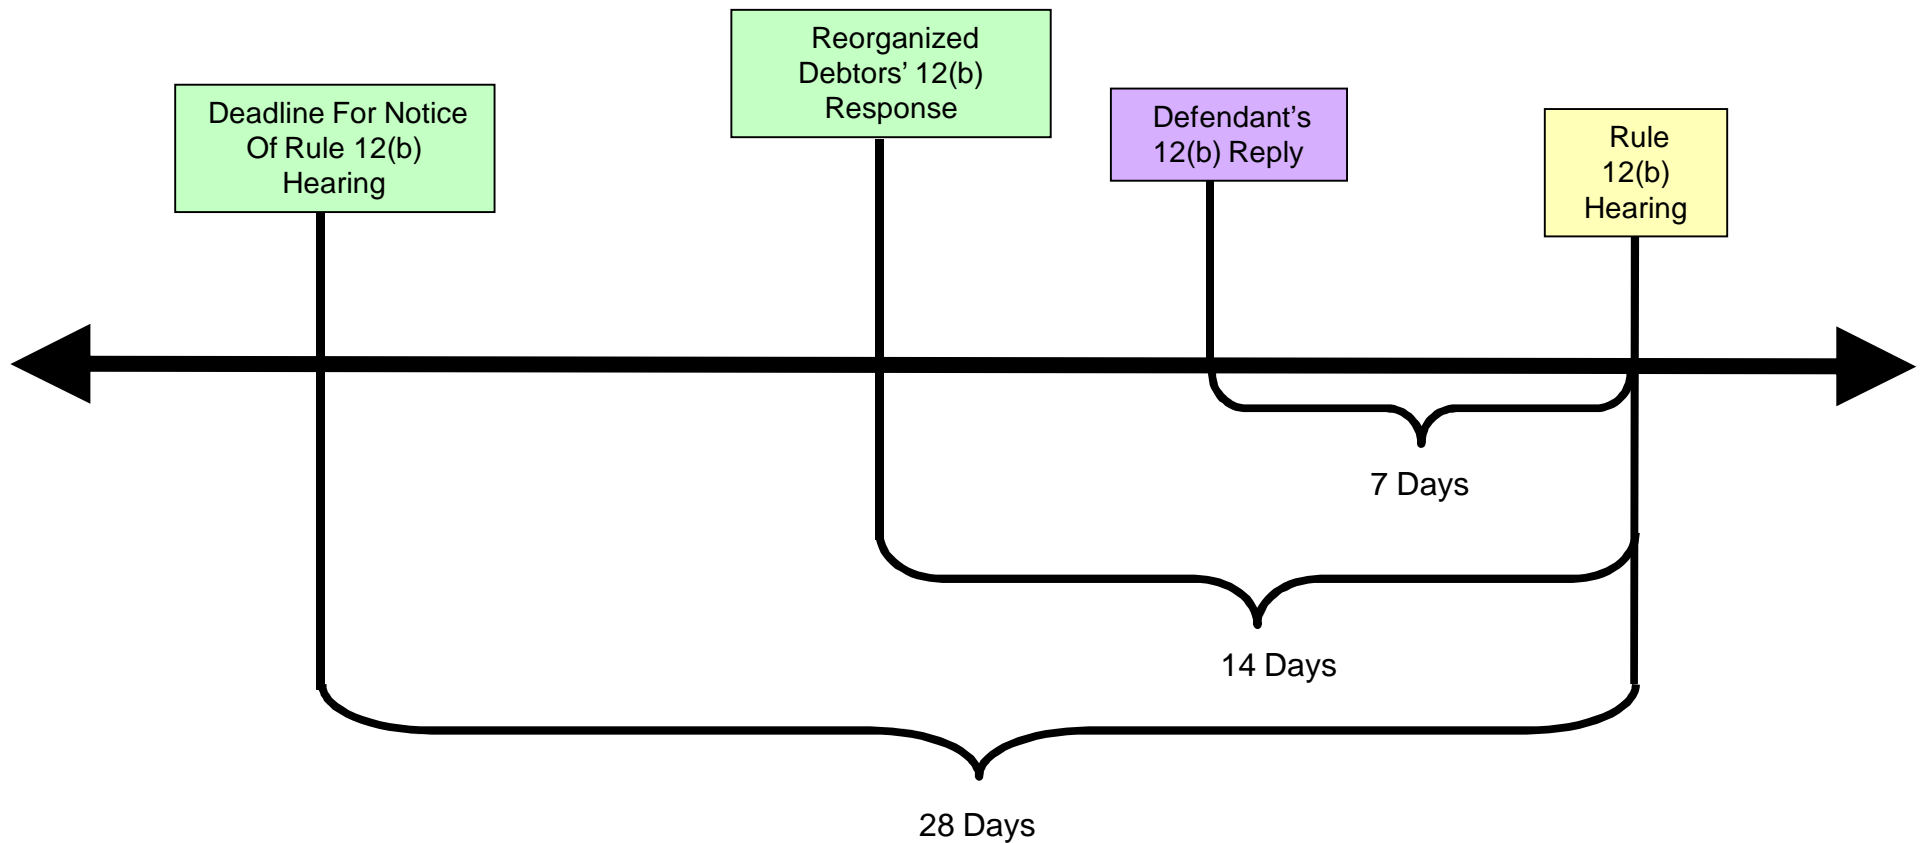 Deadline For Notice
Of Rule 12(b)
Hearing
Reorganized
Debtors’ 12(b)
Response
Defendant’s
12(b) Reply
Rule
12(b)
Hearing
7 Days
14 Days
28 Days